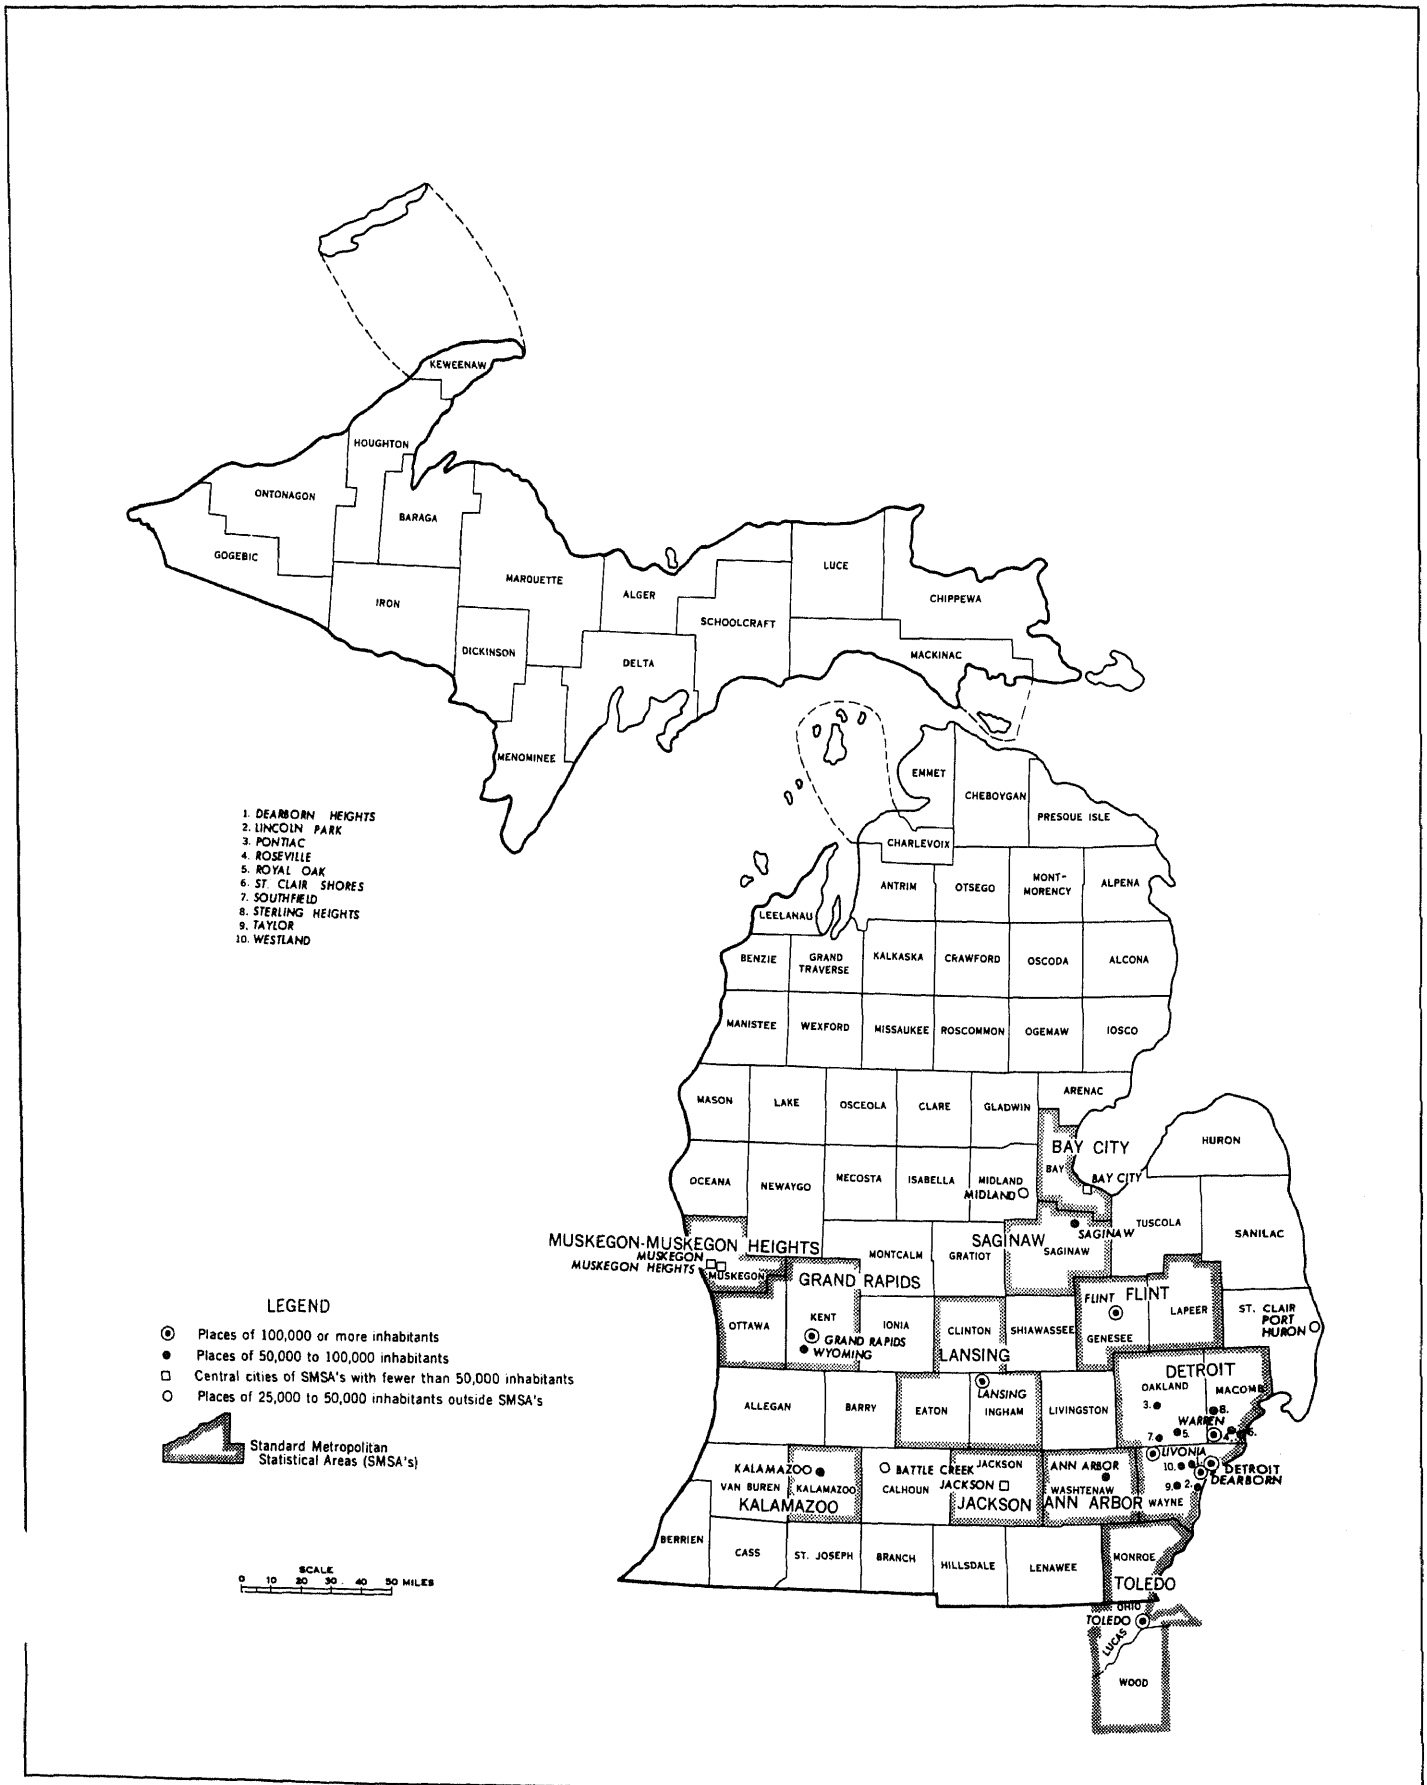 KEWEENAW
HOUGHTON
ONTONAGON
BARAGA
GOGEBIC
MARQUETTE
LUCE
ALGER
CHIPPEWA
IRON
SCHOOLCRAFT
DICKINSON
DELTA
MACKINAC
MENOMINEE
EMMET
CHEBOYGAN
PRESQUE ISLE
CHARLEVOIX
1. DEARBORN HEIGHTS
2. LINCOLN PARK
3. PONTIAC
4. ROSEVILLE
5. ROYAL OAK
6. ST. CLAIR SHORES
7. SOUTHFIELD
8. STERLING HEIGHTS
9. TAYLOR
10. WESTLAND
ANTRIM
OTSEGO
MONT-
MORENCY
ALPENA
LEELANAU
BENZIE
GRAND
TRAVERSE
KALKASKA
CRAWFORD
OSCODA
ALCONA
MANISTEE
WEXFORD
MISSAUKEE
ROSCOMMON
OGEMAW
IOSCO
MASON
LAKE
OSCEOLA
CLARE
GLADWIN
ARENAC
HURON
BAY CITY
BAY
BAY CITY
OCEANA
NEWAYGO
MECOSTA
ISABELLA
MIDLAND
MIDLAND
TUSCOLA
SANILAC
SAGINAW
SAGINAW
SAGINAW
MUSKEGON-MUSKEGON HEIGHTS
MUSKEGON
MUSKEGON HEIGHTS
MUSKEGON
MONTCALM
GRATIOT
GRAND RAPIDS
KENT
GRAND RAPIDS
WYOMING
OTTAWA
IONIA
CLINTON
SHIAWASSEE
LANSING
FLINT
FLINT
GENESEE
LAPEER
ST. CLAIR
PORT
HURON
LEGEND
Places of 100,000 or more inhabitants
Places of 50,000 to 100,000 inhabitants
Central cities of SMSA's with fewer than 50,000 inhabitants
Places of 25,000 to 50,000 inhabitants outside SMSA's
Standard Metropolitan
Statistical Areas (SMSA's)
DETROIT
OAKLAND
MACOMB
3.
8.
WARREN
7.
5.
4.
6.
ALLEGAN
BARRY
EATON
LANSING
INGHAM
LIVINGSTON
LIVONIA
10.
1.
DETROIT
DEARBORN
9.
2.
WAYNE
KALAMAZOO
VAN BUREN
KALAMAZOO
KALAMAZOO
BATTLE CREEK
CALHOUN
JACKSON
JACKSON
JACKSON
ANN ARBOR
WASHTENAW
ANN ARBOR
BERRIEN
CASS
ST. JOSEPH
BRANCH
HILLSDALE
LENAWEE
MONROE
TOLEDO
OHIO
TOLEDO
LUCAS
WOOD
SCALE
0 10 20 30 40 50 MILES